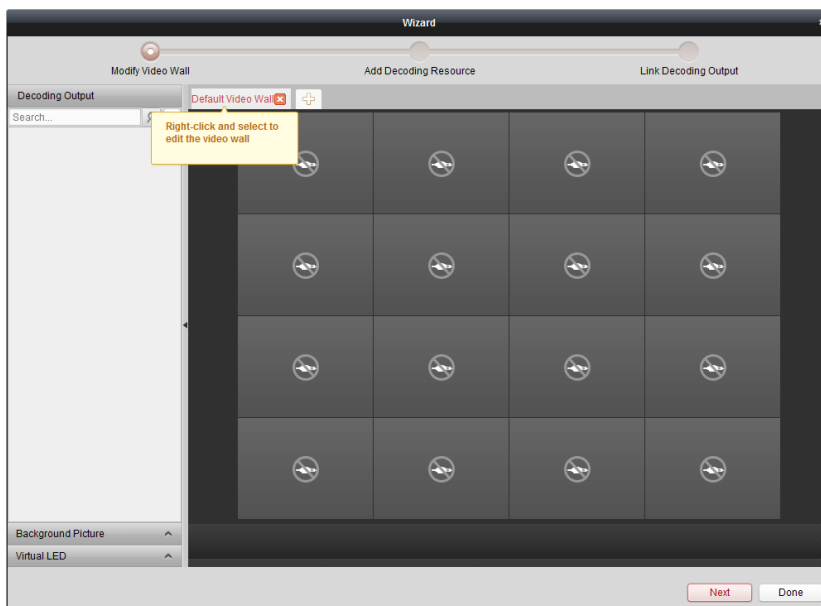 Wizard
Modify Video Wall
Add Decoding Resource
Link Decoding Output
Decoding Output
Default Video Wall
Search...
Right-click and select to
edit the video wall
Background Picture
Virtual LED
Next
Done